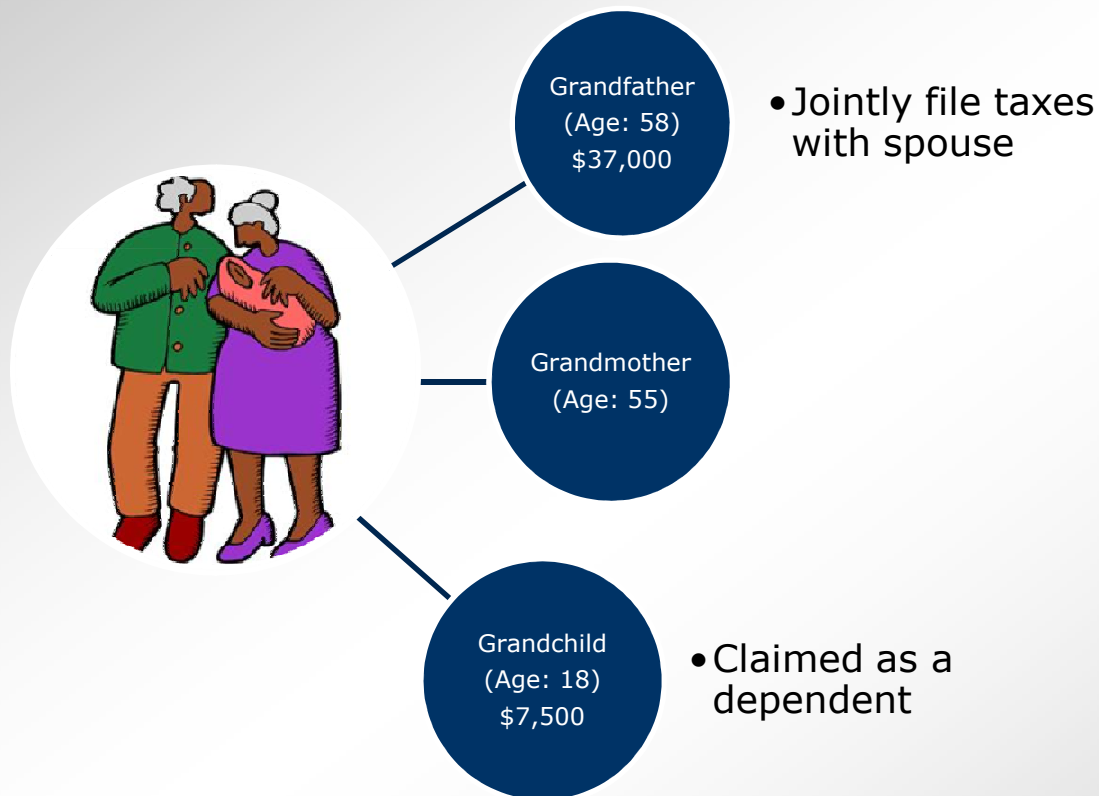 Grandfather
(Age: 58)
$37,000
•Jointly file taxes
with spouse
Grandmother
(Age: 55)
Grandchild
(Age: 18)
$7,500
•Claimed as a
dependent